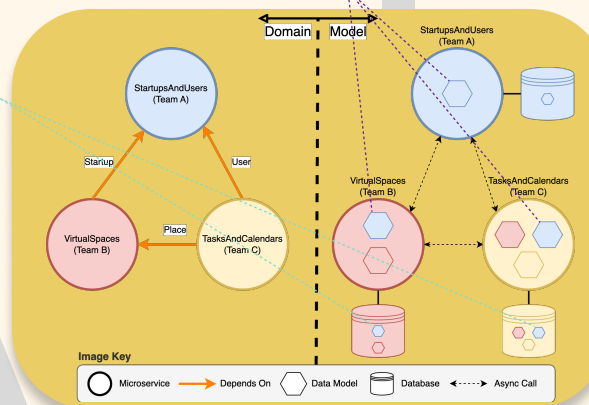 Domain Model
StartupsAndUsers
(Team A)
StartupsAndUsers
(Team A)
Startup
User
VirtualSpaces
(Team B)
TasksAndCalendars
(Team C)
Place
VirtualSpaces
(Team B)
TasksAndCalendars
(Team C)
Image Key
Microservice
Depends On
Data Model
Database
Async Call